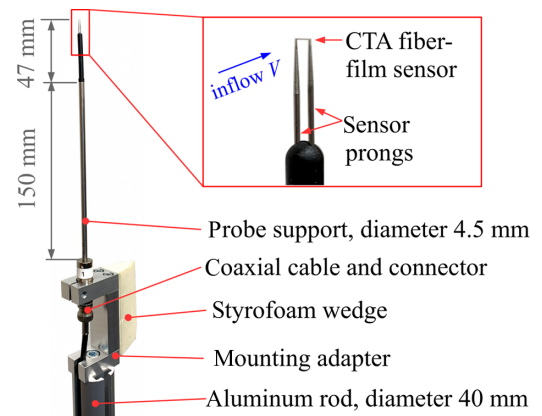 47 mm
150 mm
inflow V
CTA fiber-
film sensor
Sensor
prongs
Probe support, diameter 4.5 mm
Coaxial cable and connector
Styrofoam wedge
Mounting adapter
Aluminum rod, diameter 40 mm